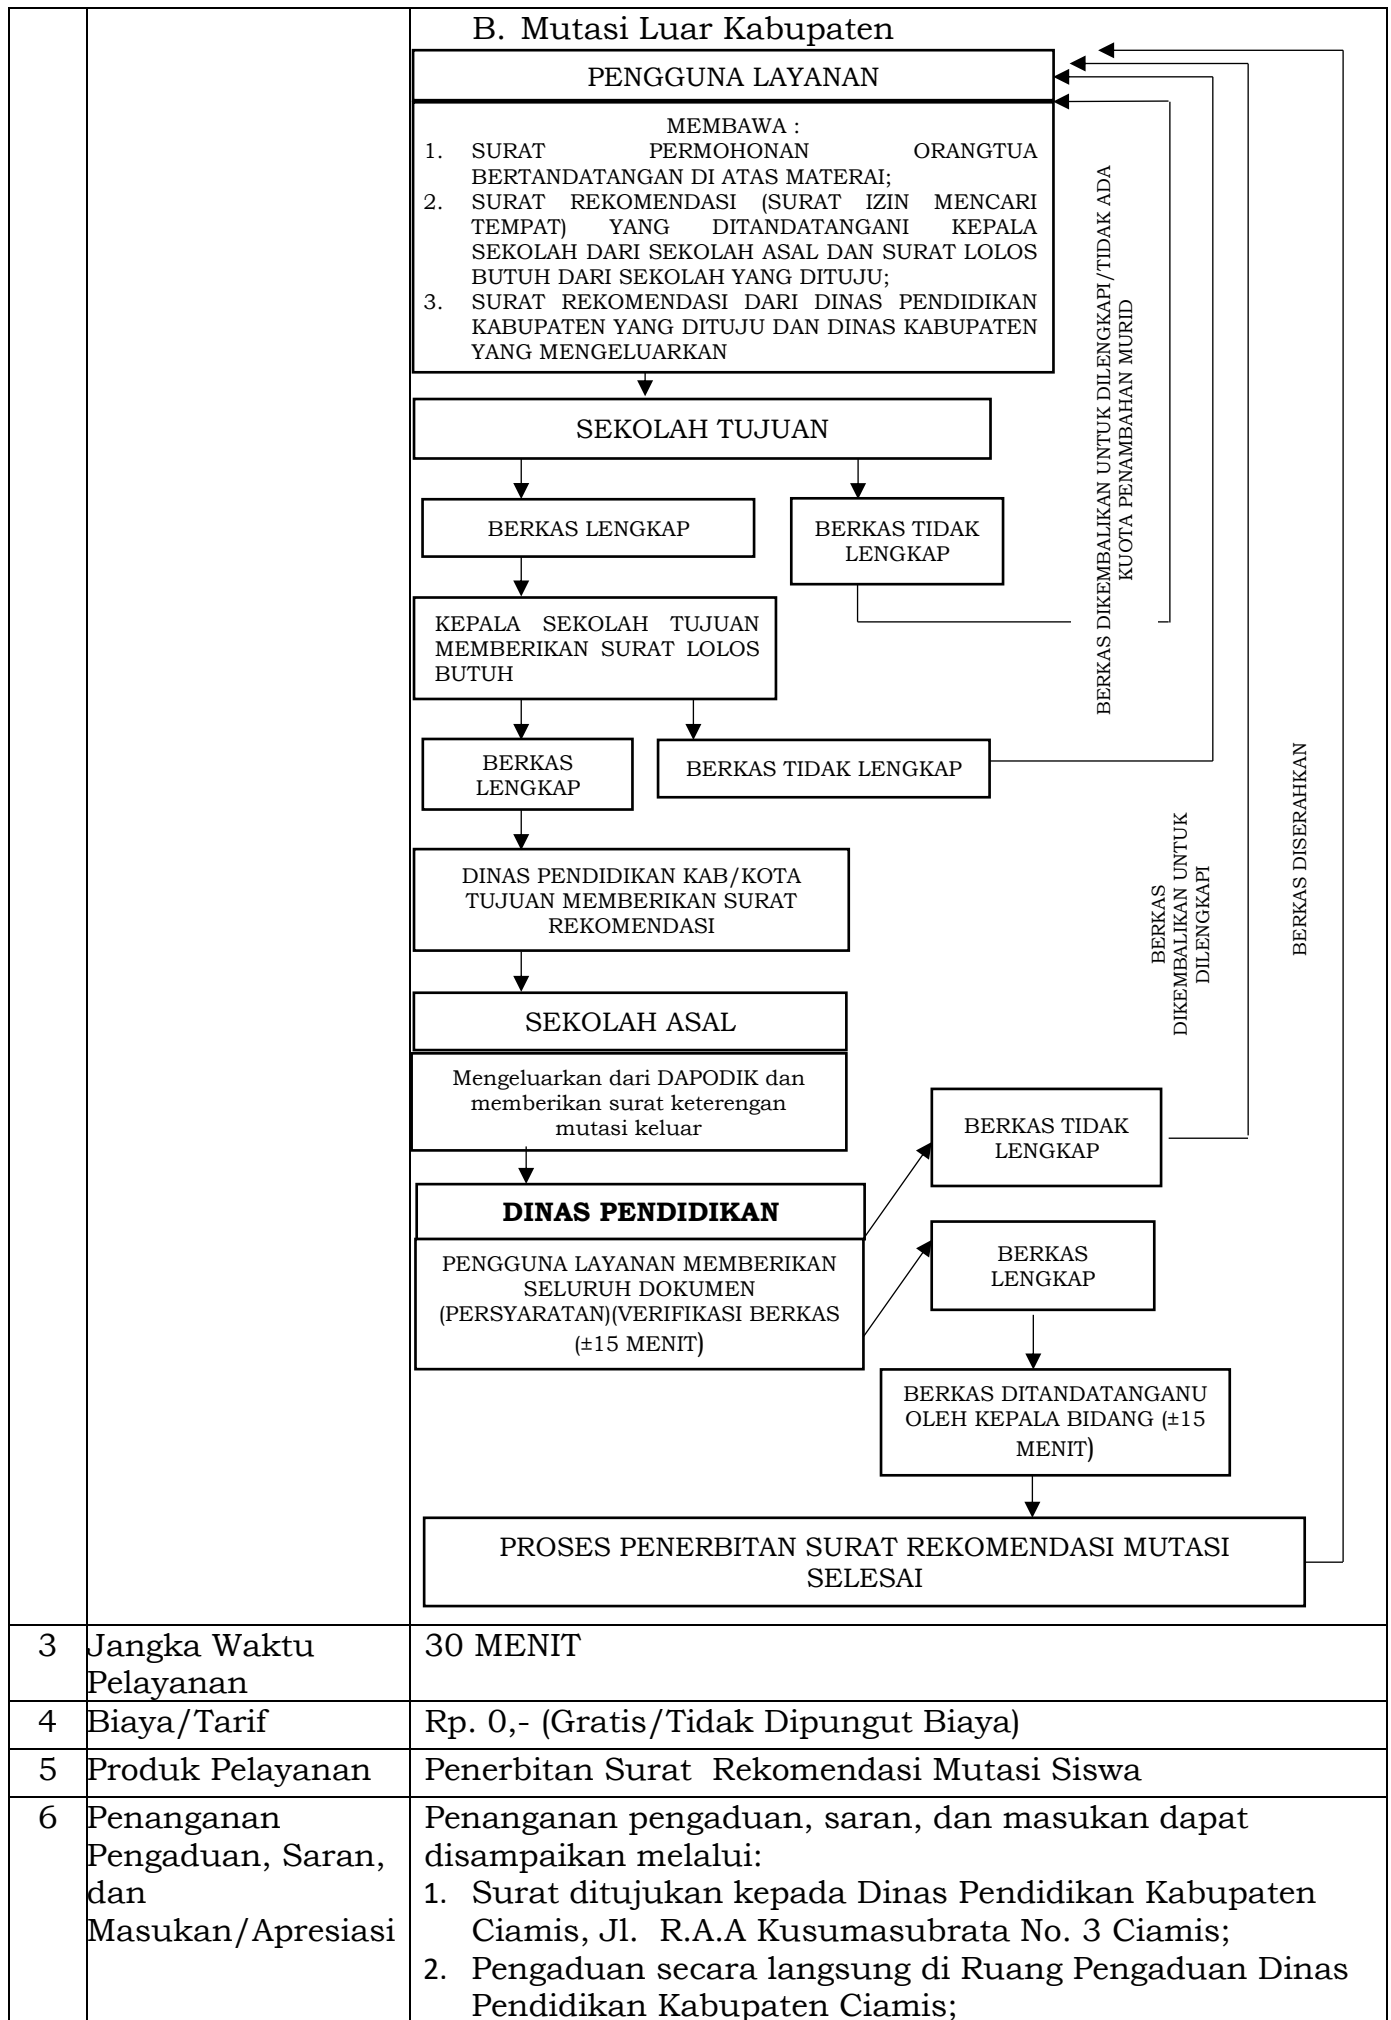 B. Mutasi Luar Kabupaten
PENGGUNA LAYANAN
MEMBAWA :
1. SURAT PERMOHONAN ORANGTUA
BERTANDATANGAN DI ATAS MATERAI;
2. SURAT REKOMENDASI (SURAT IZIN MENCARI
TEMPAT) YANG DITANDATANGANI KEPALA
SEKOLAH DARI SEKOLAH ASAL DAN SURAT LOLOS
BUTUH DARI SEKOLAH YANG DITUJU;
3. SURAT REKOMENDASI DARI DINAS PENDIDIKAN
KABUPATEN YANG DITUJU DAN DINAS KABUPATEN
YANG MENGELUARKAN
SEKOLAH TUJUAN
BERKAS LENGKAP
BERKAS TIDAK
LENGKAP
BERKAS DIKEMBALIKAN UNTUK DILENGKAPI/TIDAK ADA
KUOTA PENAMBAHAN MURID
KEPALA SEKOLAH TUJUAN
MEMBERIKAN SURAT LOLOS
BUTUH
BERKAS
LENGKAP
BERKAS TIDAK LENGKAP
BERKAS
DIKEMBALIKAN UNTUK
DILENGKAPI
BERKAS DISERAHKAN
DINAS PENDIDIKAN KAB/KOTA
TUJUAN MEMBERIKAN SURAT
REKOMENDASI
SEKOLAH ASAL
Mengeluarkan dari DAPODIK dan
memberikan surat keterengan
mutasi keluar
BERKAS TIDAK
LENGKAP
DINAS PENDIDIKAN
PENGGUNA LAYANAN MEMBERIKAN
SELURUH DOKUMEN
(PERSYARATAN)(VERIFIKASI BERKAS
(±15 MENIT)
BERKAS
LENGKAP
BERKAS DITANDATANGANU
OLEH KEPALA BIDANG (±15
MENIT)
PROSES PENERBITAN SURAT REKOMENDASI MUTASI
SELESAI
3 Jangka Waktu
Pelayanan
30 MENIT
4 Biaya/Tarif
Rp. 0,- (Gratis/Tidak Dipungut Biaya)
5 Produk Pelayanan
Penerbitan Surat Rekomendasi Mutasi Siswa
6 Penanganan
Pengaduan, Saran,
dan
Masukan/Apresiasi
Penanganan pengaduan, saran, dan masukan dapat
disampaikan melalui:
1. Surat ditujukan kepada Dinas Pendidikan Kabupaten
Ciamis, Jl. R.A.A Kusumasubrata No. 3 Ciamis;
2. Pengaduan secara langsung di Ruang Pengaduan Dinas
Pendidikan Kabupaten Ciamis;